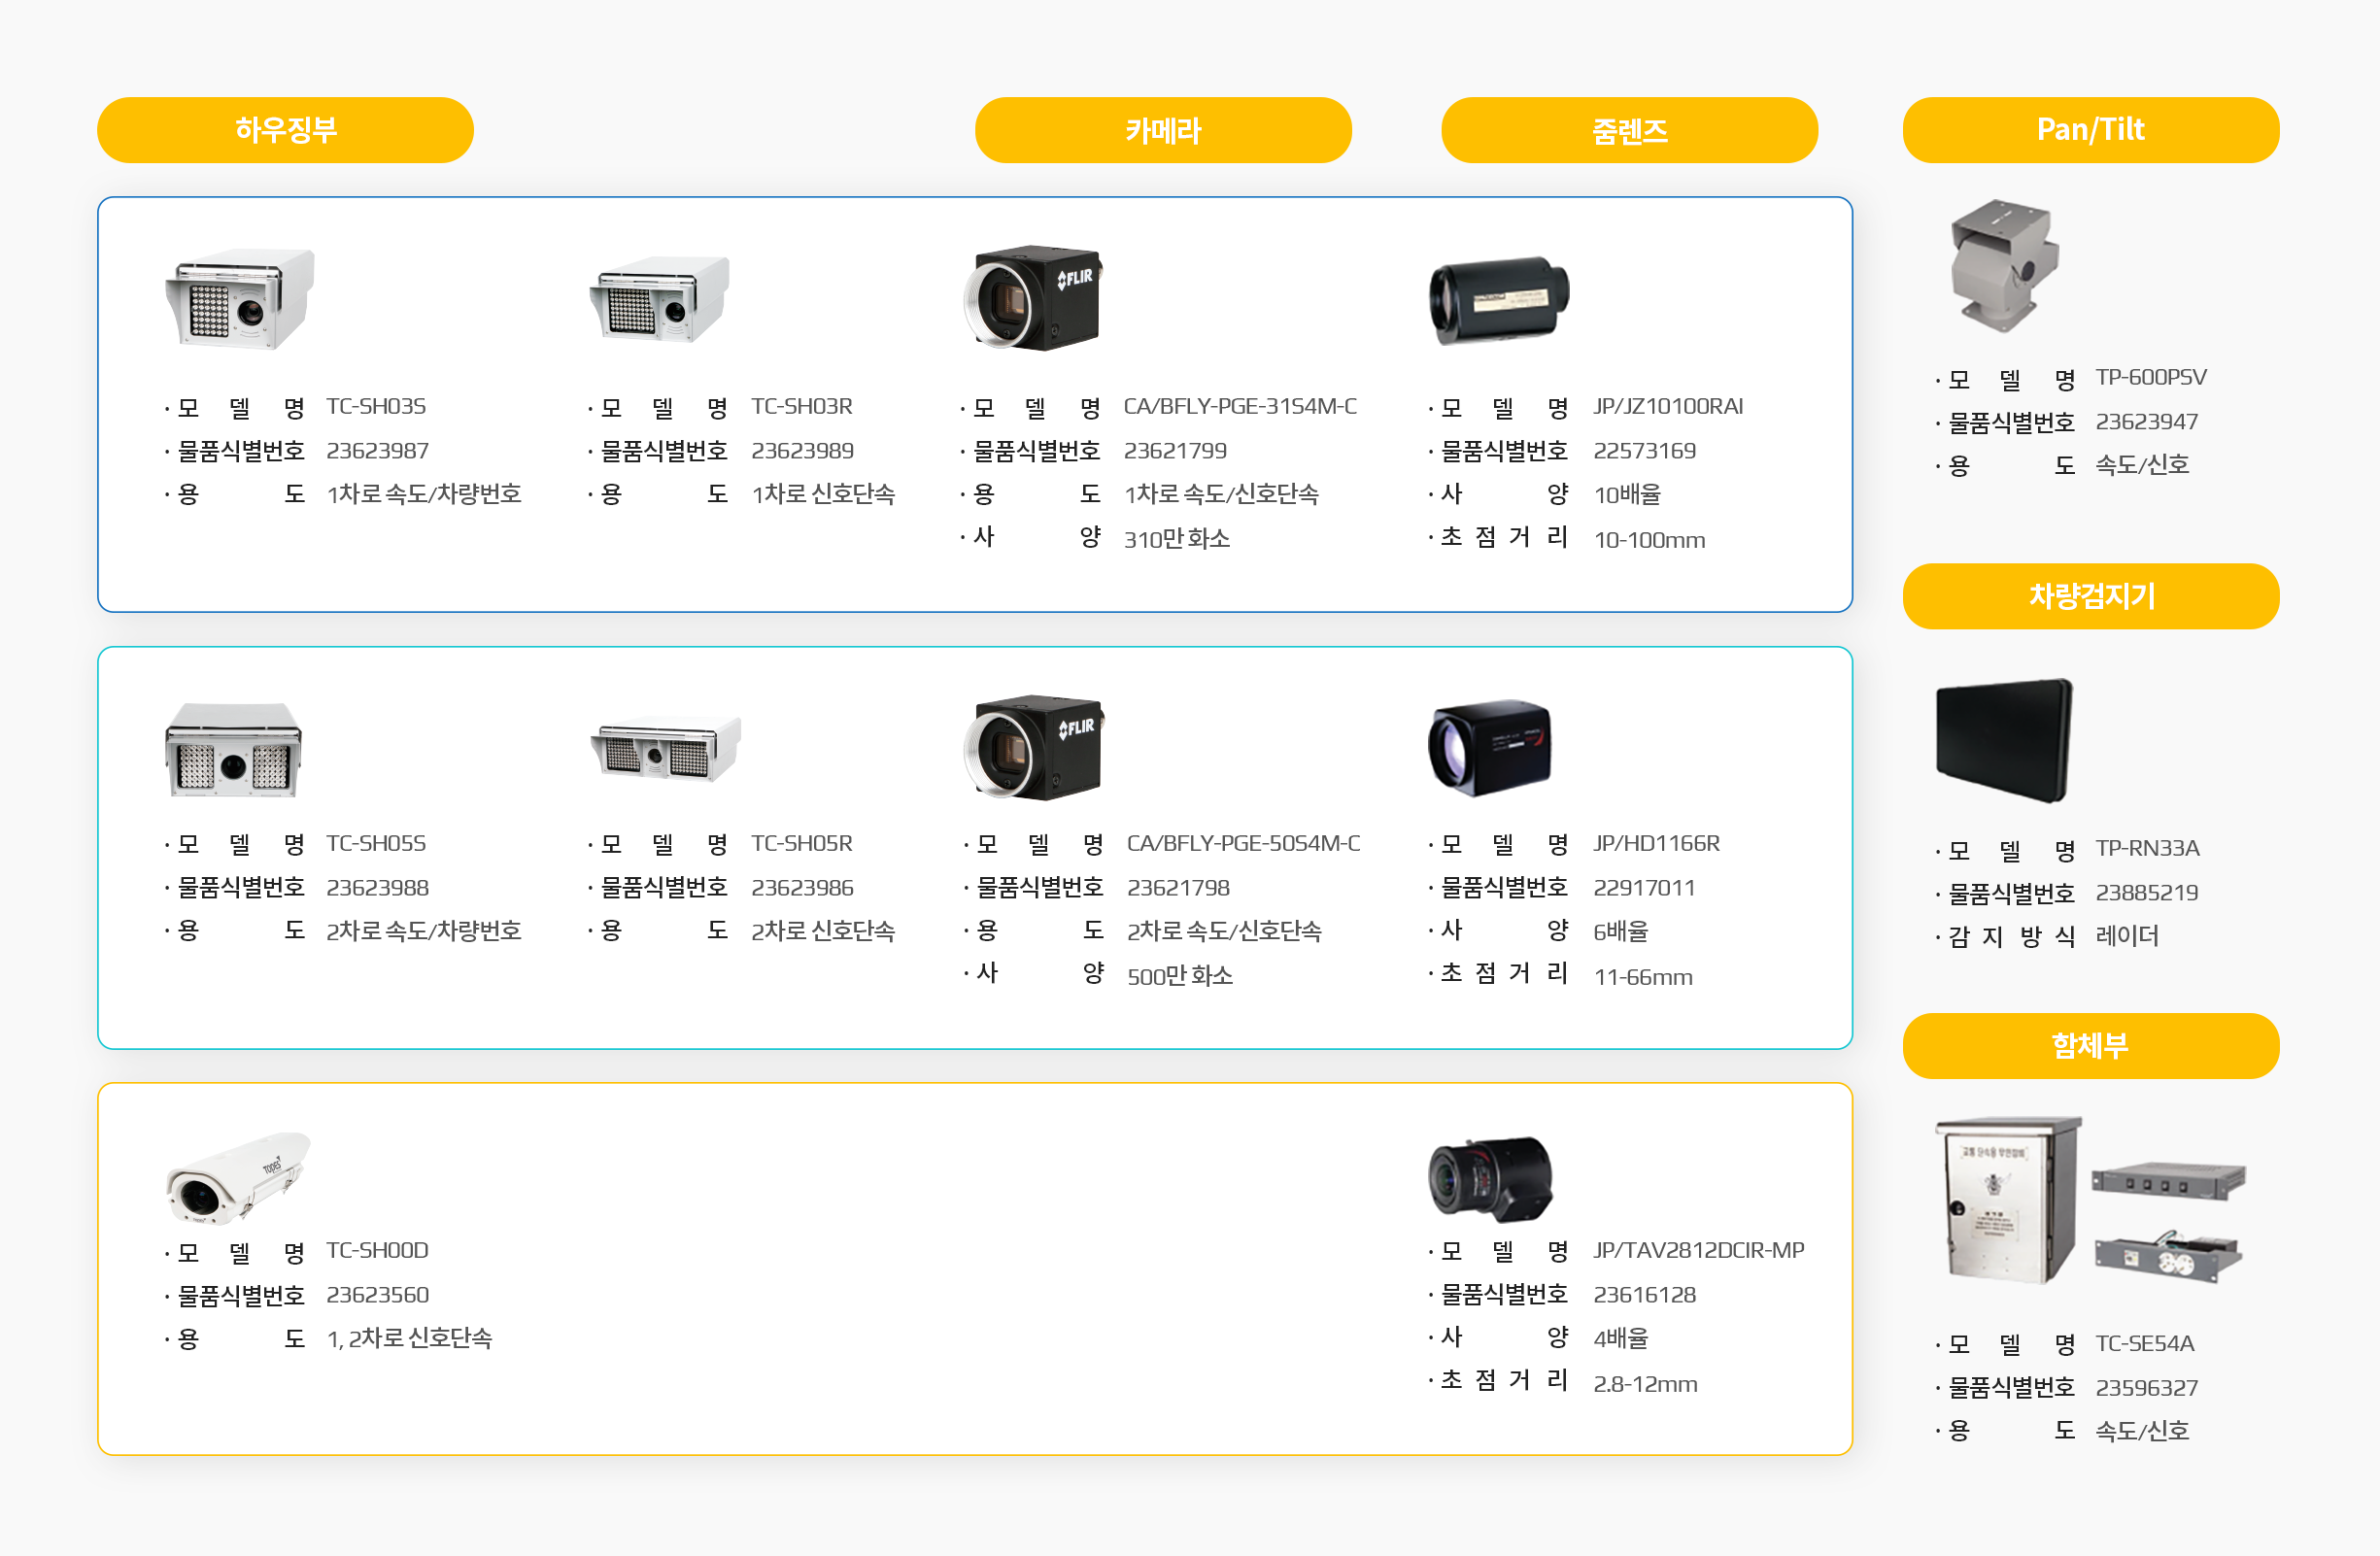 하우징부
카메라
줌렌즈
Pan/Tilt
FLIR
· 모 델 명 TC-SH03S
· 물품식별번호 23623987
· 용 도 1차로 속도/차량번호
· 모 델 명 TC-SH03R
· 물품식별번호 23623989
· 용 도 1차로 신호단속
· 모 델 명 CA/BFLY-PGE-31S4M-C
· 물품식별번호 23621799
· 용 도 1차로 속도/신호단속
· 사 양 310만 화소
· 모 델 명 JP/JZ10100RAI
· 물품식별번호 22573169
· 사 양 10배율
· 초 점 거 리 10-100mm
· 모 델 명 TP-600PSV
· 물품식별번호 23623947
· 용 도 속도/신호
차량검지기
FLIR
· 모 델 명 TC-SH05S
· 물품식별번호 23623988
· 용 도 2차로 속도/차량번호
· 모 델 명 TC-SH05R
· 물품식별번호 23623986
· 용 도 2차로 신호단속
· 모 델 명 CA/BFLY-PGE-50S4M-C
· 물품식별번호 23621798
· 용 도 2차로 속도/신호단속
· 사 양 500만 화소
· 모 델 명 JP/HD1166R
· 물품식별번호 22917011
· 사 양 6배율
· 초 점 거 리 11-66mm
· 모 델 명 TP-RN33A
· 물품식별번호 23885219
· 감 지 방 식 레이더
함체부
TOPES
· 모 델 명 TC-SH00D
· 물품식별번호 23623560
· 용 도 1, 2차로 신호단속
· 모 델 명 JP/TAV2812DCIR-MP
· 물품식별번호 23616128
· 사 양 4배율
· 초 점 거 리 2.8-12mm
교통 단속용 무인장비
· 모 델 명 TC-SE54A
· 물품식별번호 23596327
· 용 도 속도/신호